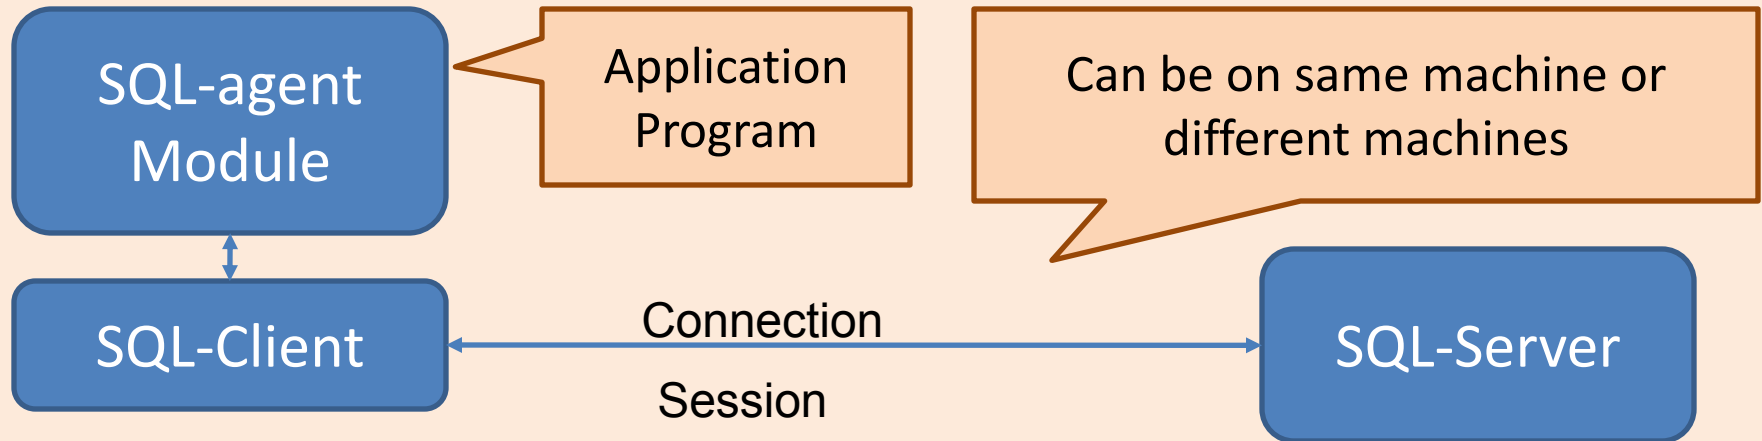 SQL-agent
Module
Application
Program
Can be on same machine or
different machines
SQL-Client
Connection
Session
SQL-Server